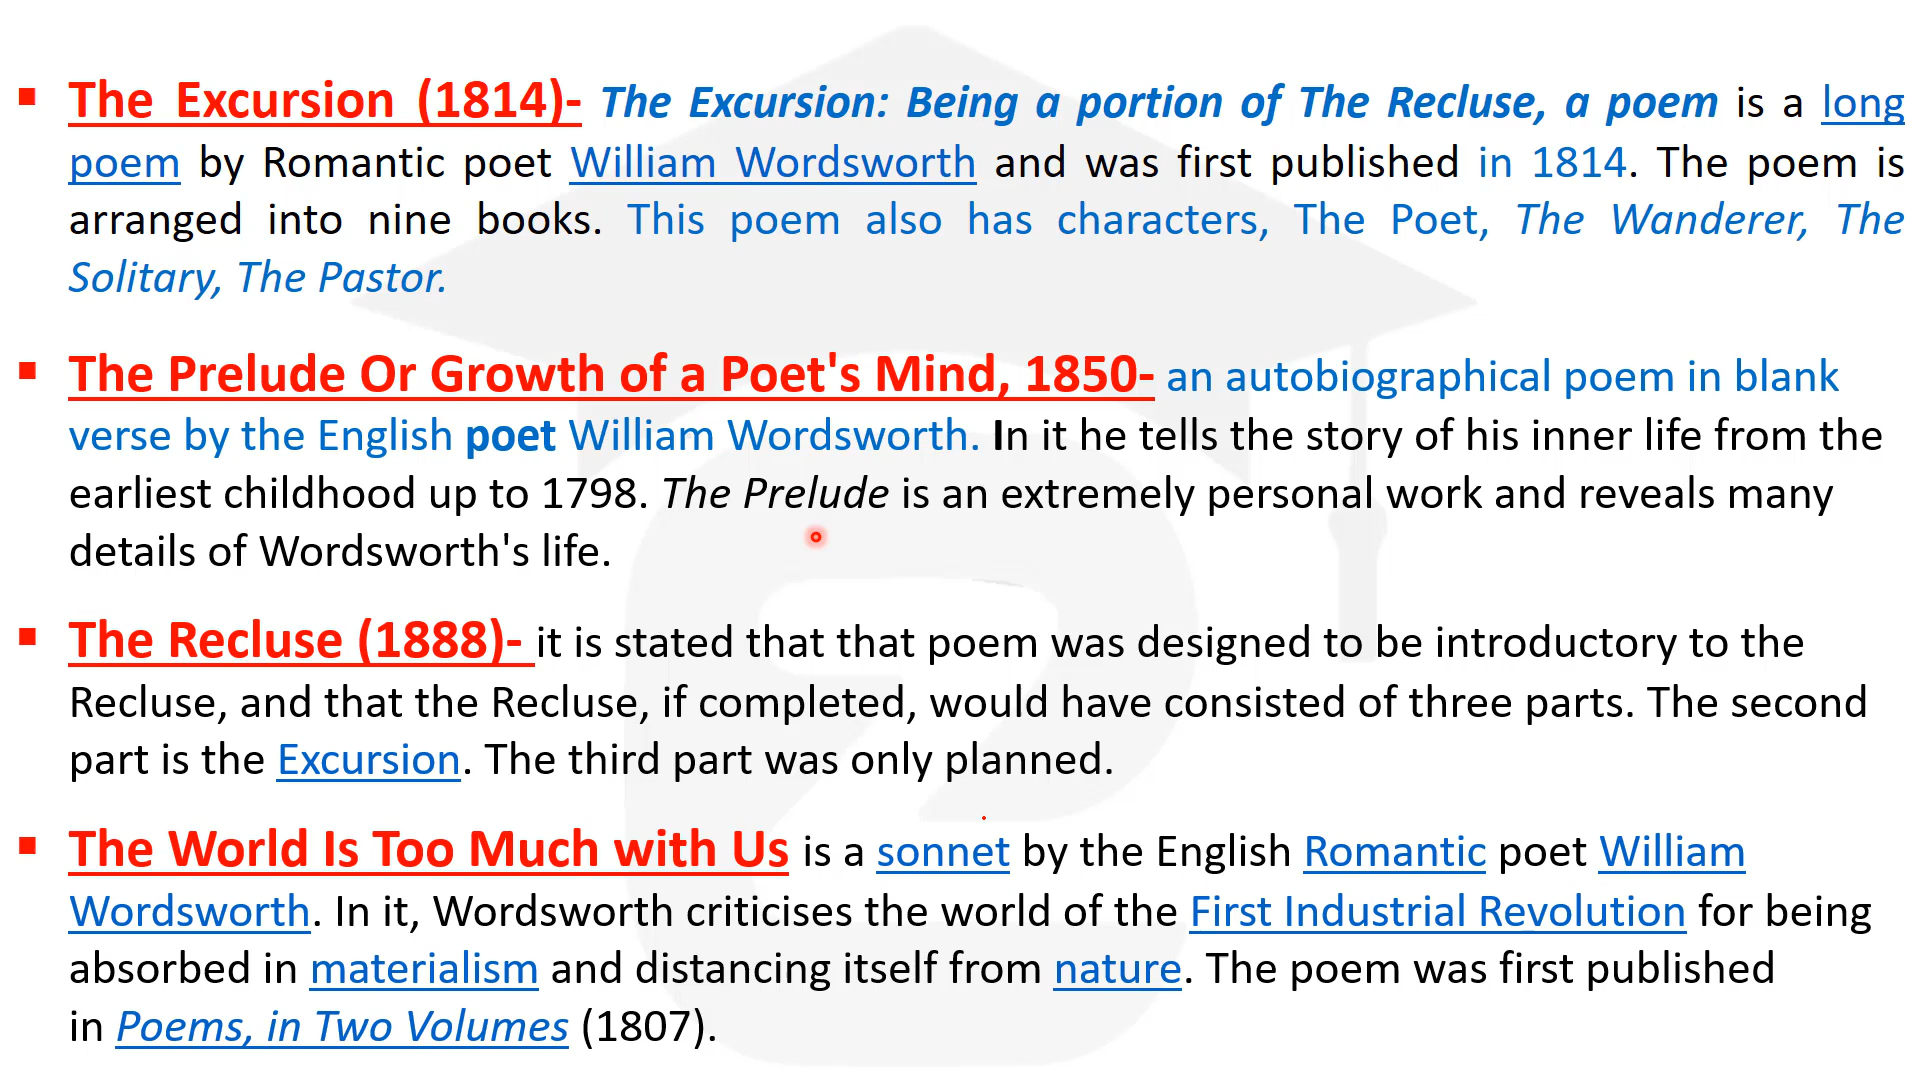 ▪ The Excursion (1814)- The Excursion: Being a portion of The Recluse, a poem is a long
poem by Romantic poet William Wordsworth and was first published in 1814. The poem is
arranged into nine books. This poem also has characters, The Poet, The Wanderer, The
Solitary, The Pastor.
▪ The Prelude Or Growth of a Poet's Mind, 1850- an autobiographical poem in blank
verse by the English poet William Wordsworth. In it he tells the story of his inner life from the
earliest childhood up to 1798. The Prelude is an extremely personal work and reveals many
details of Wordsworth's life.
▪ The Recluse (1888)- it is stated that that poem was designed to be introductory to the
Recluse, and that the Recluse, if completed, would have consisted of three parts. The second
part is the Excursion. The third part was only planned.
▪ The World Is Too Much with Us is a sonnet by the English Romantic poet William
Wordsworth. In it, Wordsworth criticises the world of the First Industrial Revolution for being
absorbed in materialism and distancing itself from nature. The poem was first published
in Poems, in Two Volumes (1807).